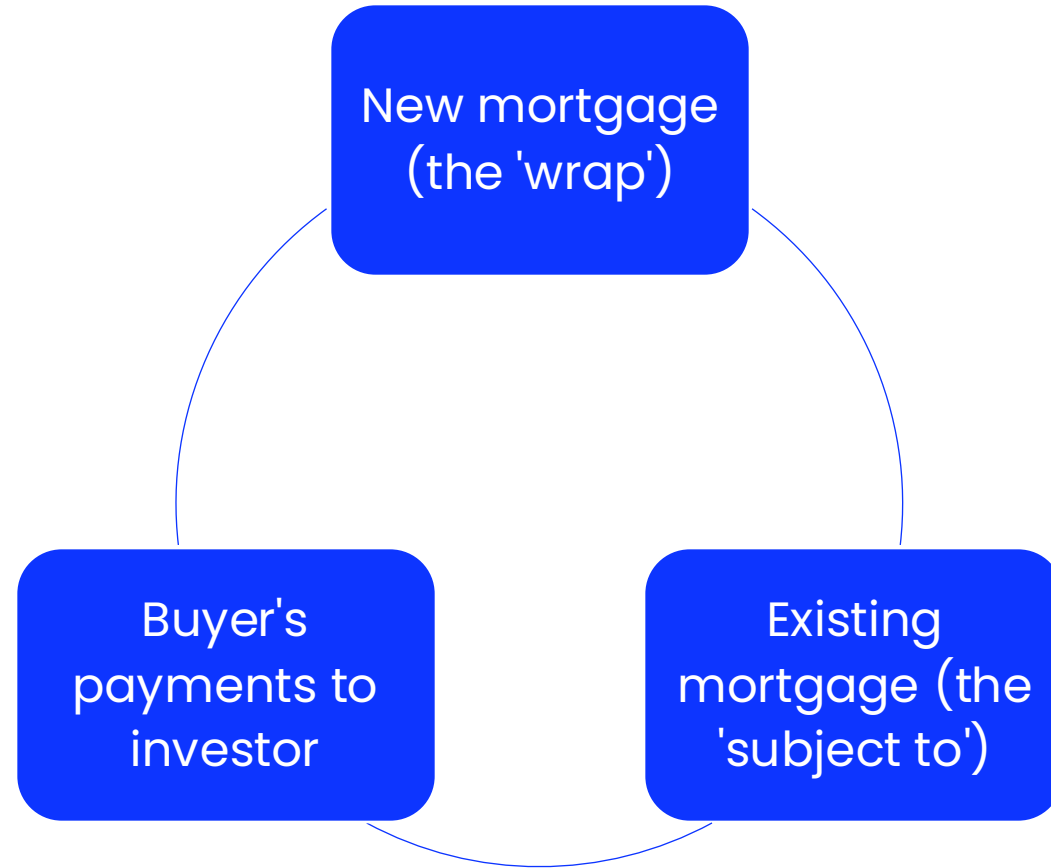 New mortgage
(the 'wrap')
Buyer's
payments to
investor
Existing
mortgage (the
'subject to')